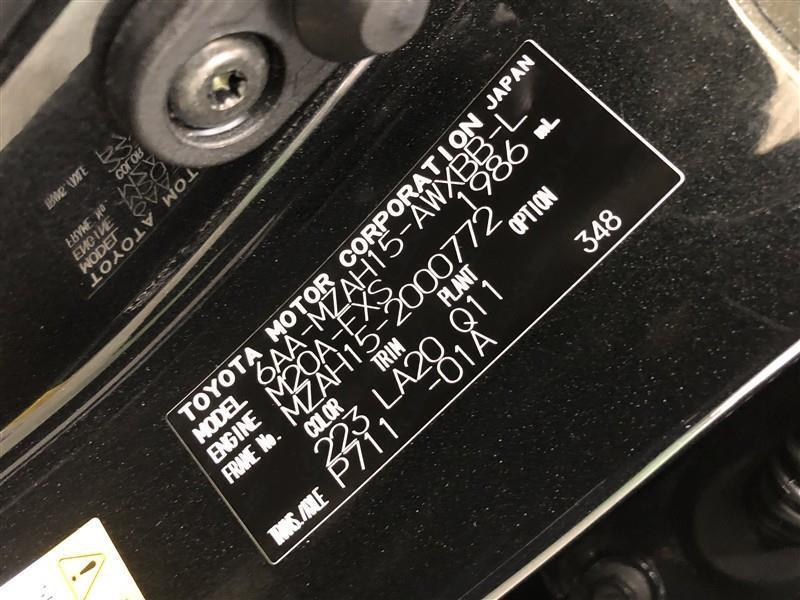 TOYOTA MOTOR CORPORATION JAPAN
MODEL 6AA-MZAH15-AWXBB-L
ENGINE M20A-FXS 1986 mL
FRAME No. MZAH15-2000772
COLOR TRIM PLANT OPTION
223 LA20 Q11 348
TRANS./AXLE P711 -01A